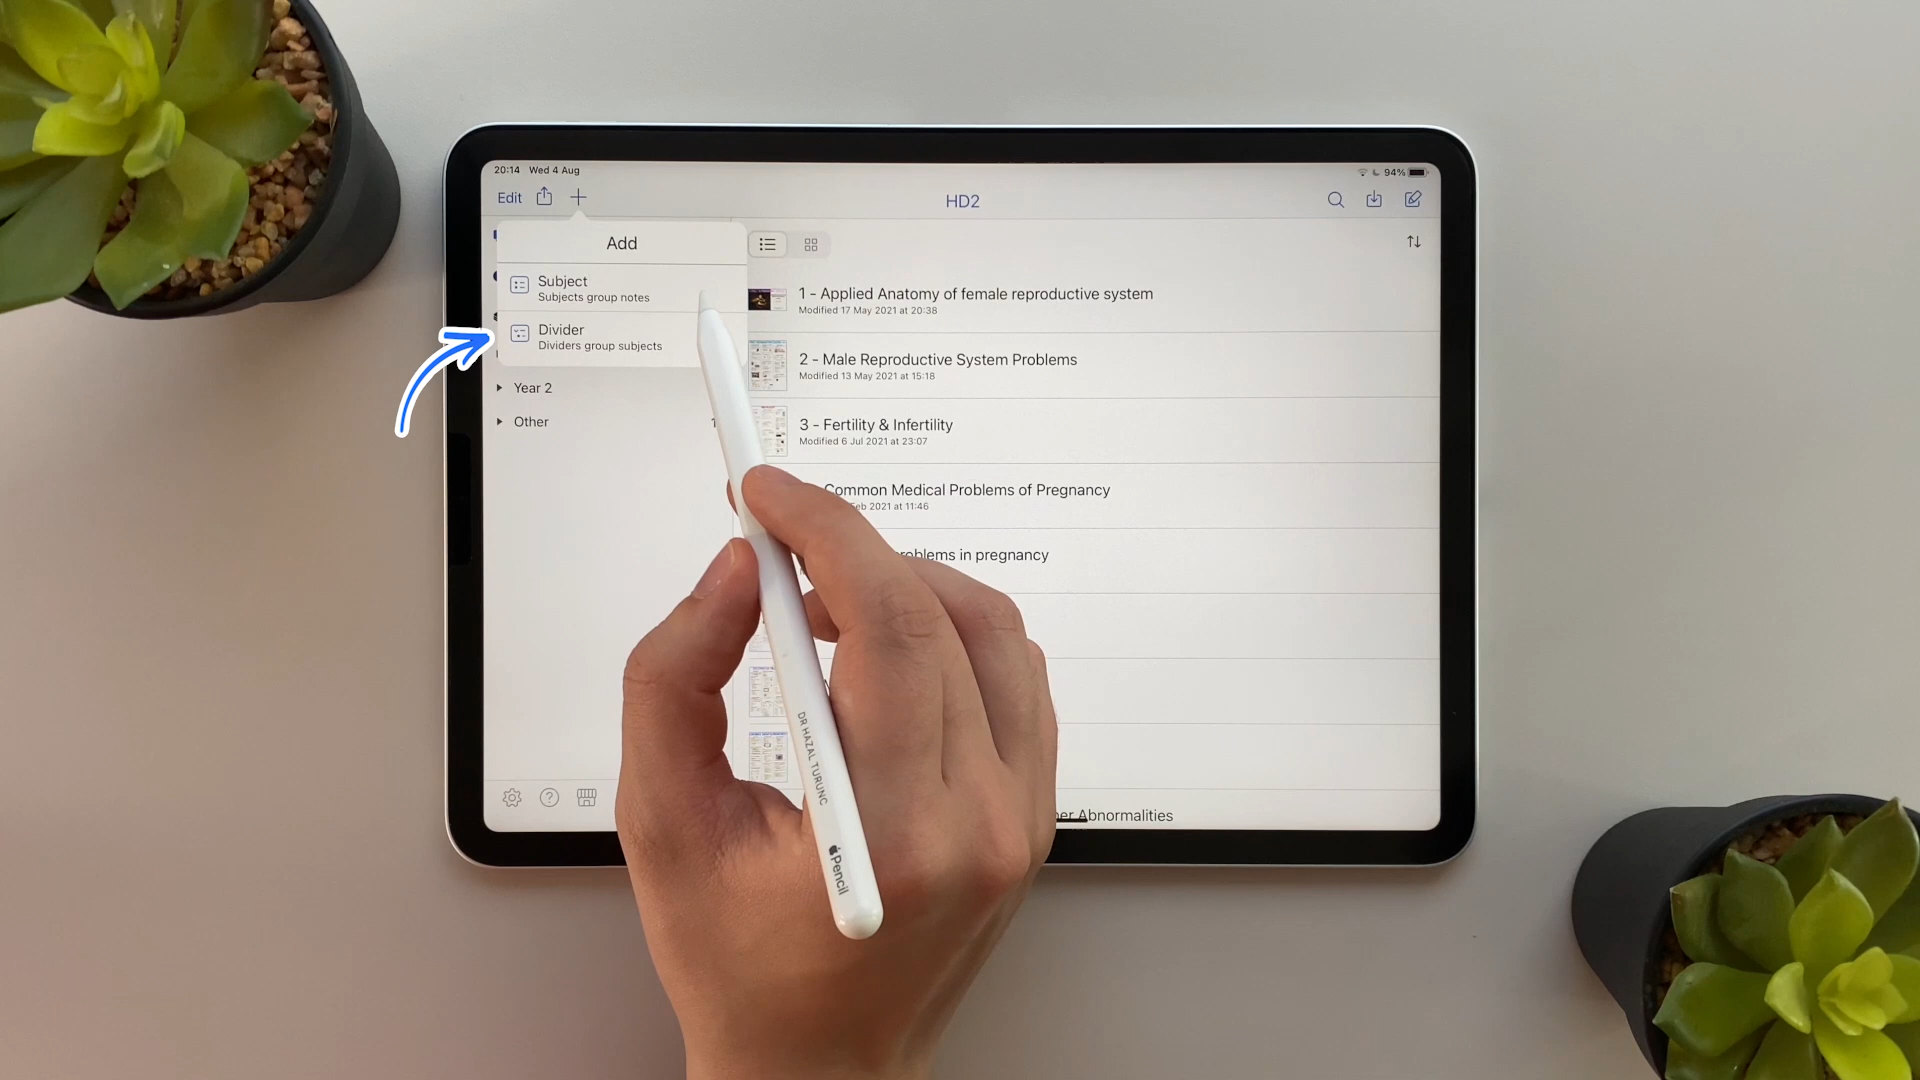 20:14 Wed 4 Aug
94%
Edit
HD2
Add
Subject
Subjects group notes
Divider
Dividers group subjects
Year 2
Other
1 - Applied Anatomy of female reproductive system
Modified 17 May 2021 at 20:38
2 - Male Reproductive System Problems
Modified 13 May 2021 at 15:18
3 - Fertility & Infertility
Modified 6 Jul 2021 at 23:07
Common Medical Problems of Pregnancy
2021 at 11:46
in pregnancy
Abnormalities
DR HAZAL TURUNC
Pencil